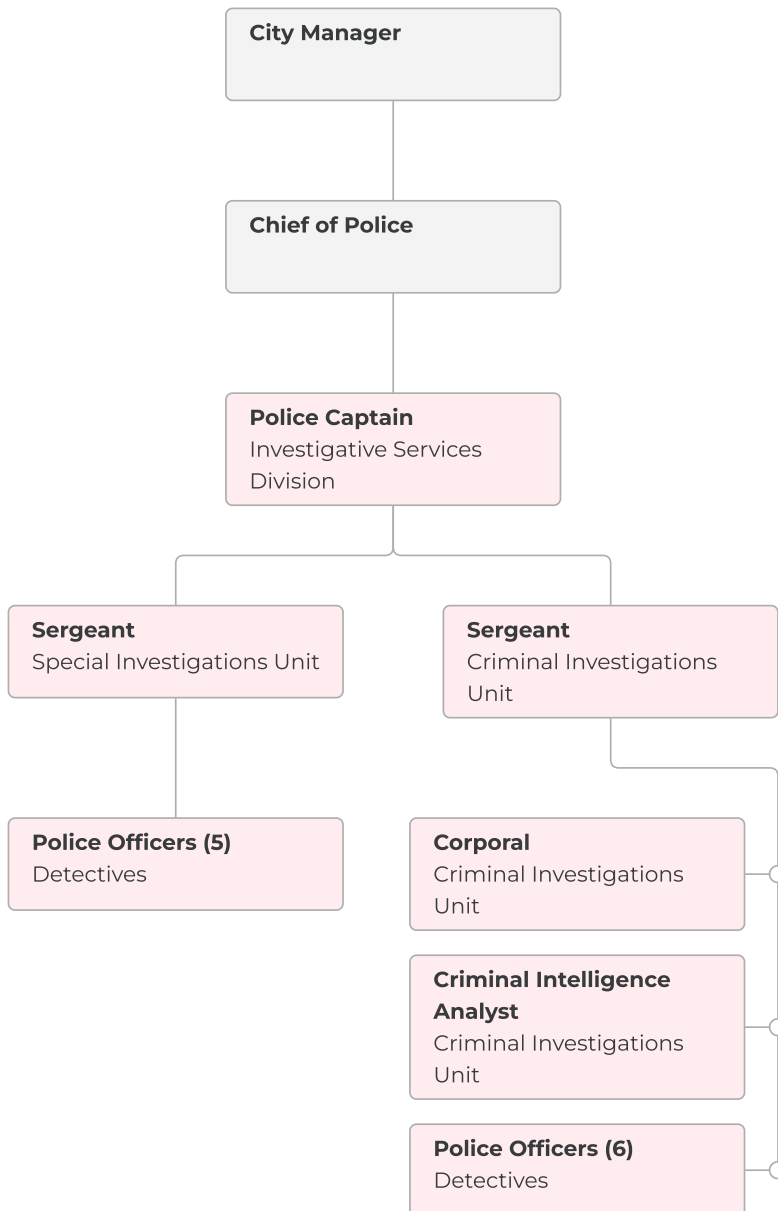 City Manager
Chief of Police
Police Captain
Investigative Services
Division
Sergeant
Special Investigations Unit
Sergeant
Criminal Investigations
Unit
Police Officers (5)
Detectives
Corporal
Criminal Investigations
Unit
Criminal Intelligence
Analyst
Criminal Investigations
Unit
Police Officers (6)
Detectives